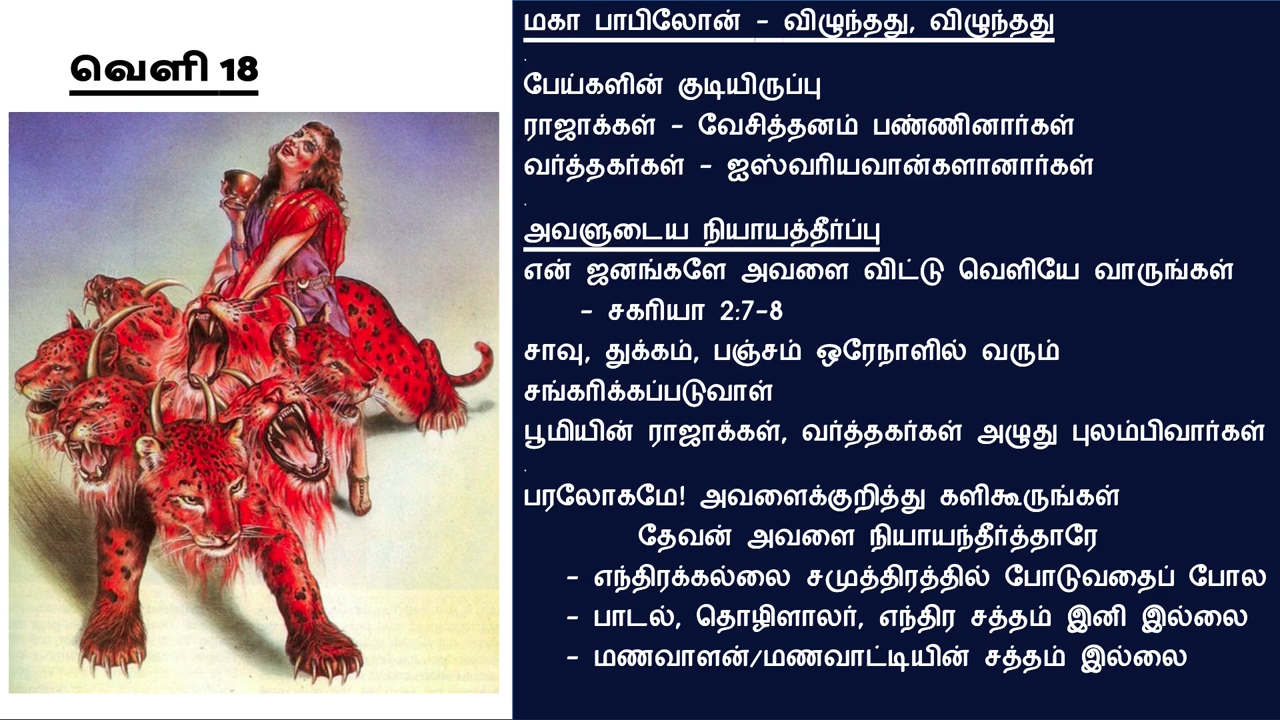 வெளி 18
மகா பாபிலோன் - விழுந்தது, விழுந்தது
.
பேய்களின் குடியிருப்பு
ராஜாக்கள் - வேசித்தனம் பண்ணினார்கள்
வர்த்தகர்கள் - ஐஸ்வரியவான்களானார்கள்
.
அவளுடைய நியாயத்தீர்ப்பு
என் ஜனங்களே அவளை விட்டு வெளியே வாருங்கள்
- சகரியா 2:7-8
சாவு, துக்கம், பஞ்சம் ஒரேநாளில் வரும்
சங்கரிக்கப்படுவாள்
பூமியின் ராஜாக்கள், வர்த்தகர்கள் அழுது புலம்பிவார்கள்
.
பரலோகமே! அவளைக்குறித்து களிகூருங்கள்
தேவன் அவளை நியாயந்தீர்த்தாரே
- எந்திரக்கல்லை சமுத்திரத்தில் போடுவதைப் போல
- பாடல், தொழிளாலர், எந்திர சத்தம் இனி இல்லை
- மணவாளன்/மணவாட்டியின் சத்தம் இல்லை